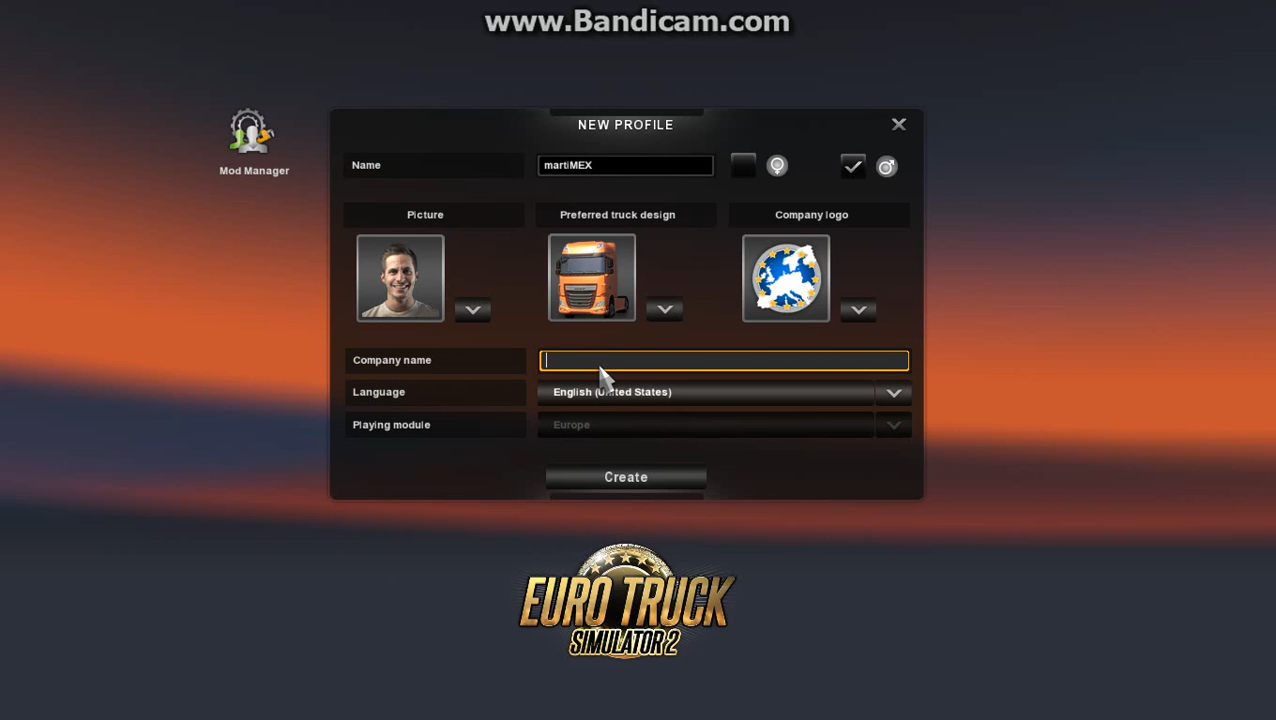 www.Bandicam.com
NEW PROFILE
Mod Manager
Name
martiMEX
Picture
Preferred truck design
Company logo
Company name
Language
English (United States)
Playing module
Europe
Create
EURO TRUCK
SIMULATOR 2